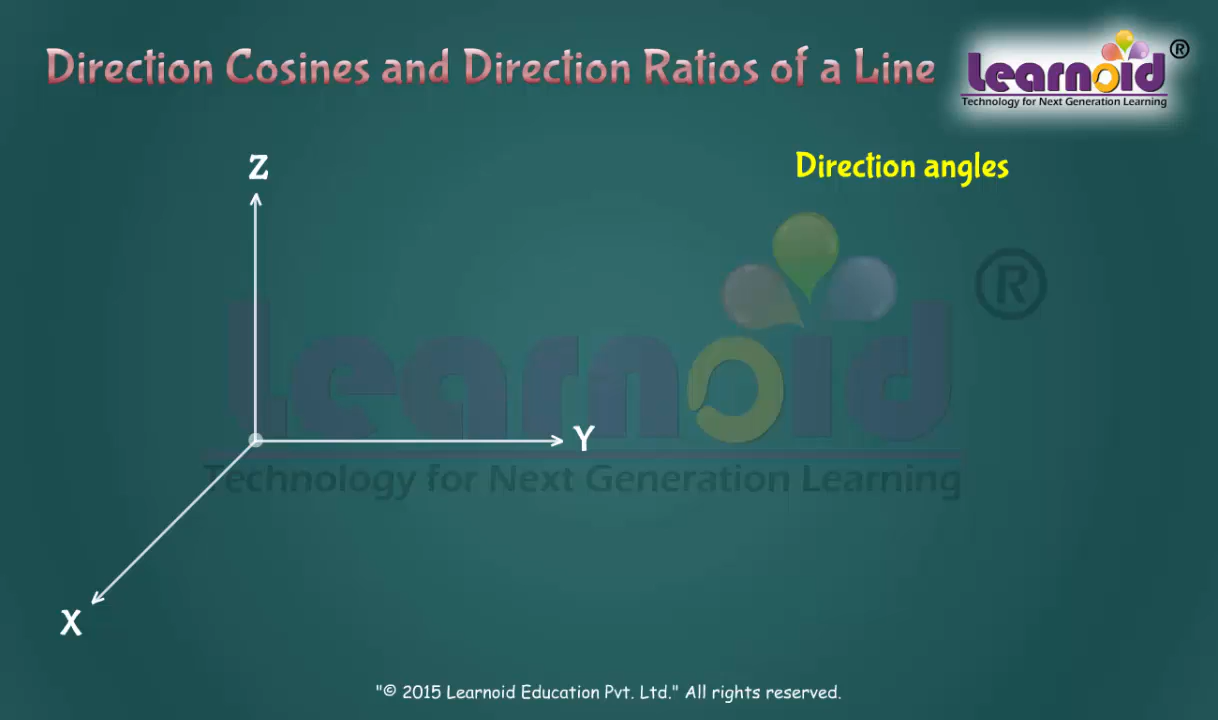 Direction Cosines and Direction Ratios of a Line
Learnoid ®
Technology for Next Generation Learning
Direction angles
Z
Y
X
Learnoid ®
Technology for Next Generation Learning
"© 2015 Learnoid Education Pvt. Ltd." All rights reserved.